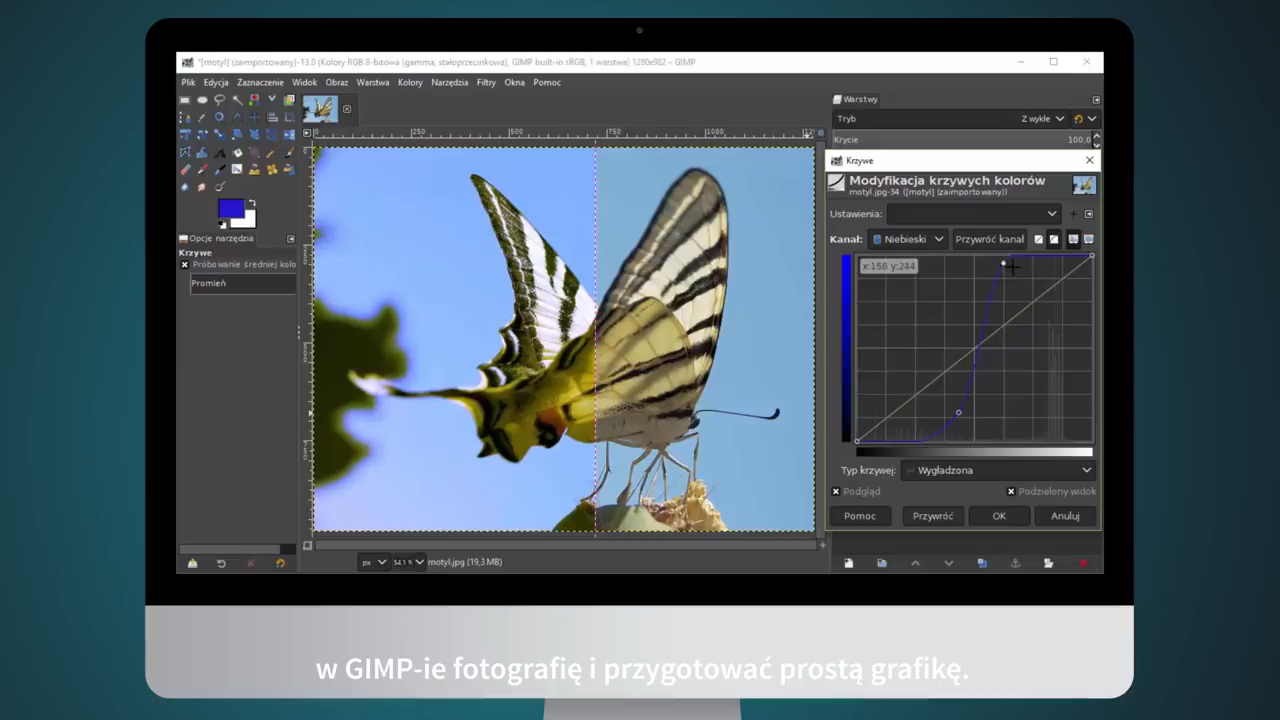 *[motyl] (zaimportowany)-13.0 (Kolory RGB 8-bitowa (gamma, stałoprzecinkowa), GIMP built-in sRGB, 1 warstwa) 1290x982 – GIMP
Plik Edycja Zaznaczenie Widok Obraz Warstwa Kolory Narzędzia Filtry Okna Pomoc
Warstwy
Tryb Z wykłe
Krycie 100,0
Krzywe
Modyfikacja krzywych kolorów
motyl.jpg-34 ([motyl] (zaimportowany))
Ustawienia:
Kanał: Niebieski Przywróć kanał
x:156 y:244
Opcje narzędzia
Krzywe
Próbowanie średniej kolo
Promień
0 250 500 750 1000
Typ krzywej: Wygładzona
Podgląd Podzielony widok
Pomoc Przywróć OK Anuluj
px 54,1 % motyl.jpg (19,3 MB)
w GIMP-ie fotografię i przygotować prostą grafikę.